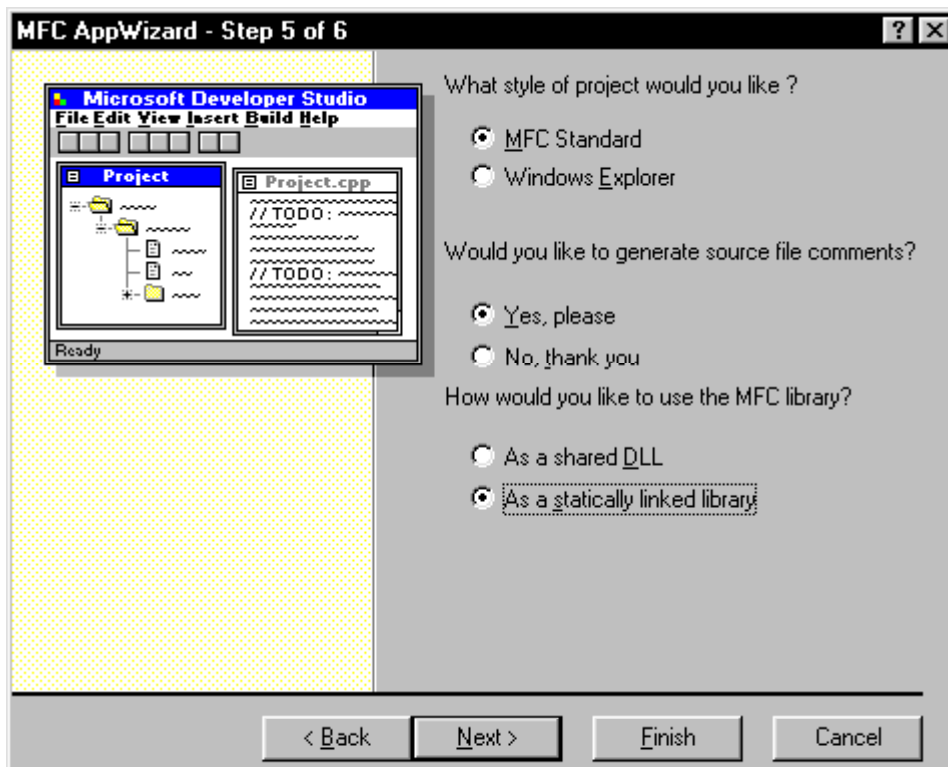 MFC AppWizard - Step 5 of 6
Microsoft Developer Studio
File Edit View Insert Build Help
Project
Project.cpp
//TODO:
//TODO:
Ready
What style of project would you like ?
MFC Standard
Windows Explorer
Would you like to generate source file comments?
Yes, please
No, thank you
How would you like to use the MFC library?
As a shared DLL
As a statically linked library
< Back
Next >
Finish
Cancel